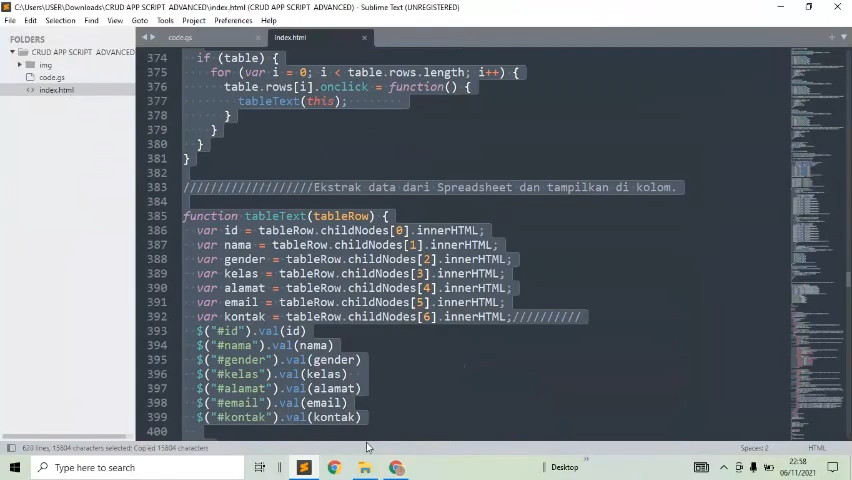 C:\Users\USER\Downloads\CRUD APP SCRIPT ADVANCED\index.html (CRUD APP SCRIPT ADVANCED) - Sublime Text (UNREGISTERED)
File Edit Selection Find View Goto Tools Project Preferences Help
FOLDERS
CRUD APP SCRIPT ADVANCED
img
code.gs
<> index.html
code.gs × index.html ×
374 if (table) {
375 for (var i = 0; i < table.rows.length; i++) {
376 table.rows[i].onclick = function() {
377 tableText(this);
378 }
379 }
380 }
381 }
382
383 ///////////////////Ekstrak data dari Spreadsheet dan tampilkan di kolom.
384
385 function tableText(tableRow) {
386 var id = tableRow.childNodes[0].innerHTML;
387 var nama = tableRow.childNodes[1].innerHTML;
388 var gender = tableRow.childNodes[2].innerHTML;
389 var kelas = tableRow.childNodes[3].innerHTML;
390 var alamat = tableRow.childNodes[4].innerHTML;
391 var email = tableRow.childNodes[5].innerHTML;
392 var kontak = tableRow.childNodes[6].innerHTML;//////////
393 $("#id").val(id)
394 $("#nama").val(nama)
395 $("#gender").val(gender)
396 $("#kelas").val(kelas)
397 $("#alamat").val(alamat)
398 $("#email").val(email)
399 $("#kontak").val(kontak)
400
628 lines, 15804 characters selected; Copied 15804 characters
Spaces: 2 HTML
Type here to search
Desktop
22:58
06/11/2021